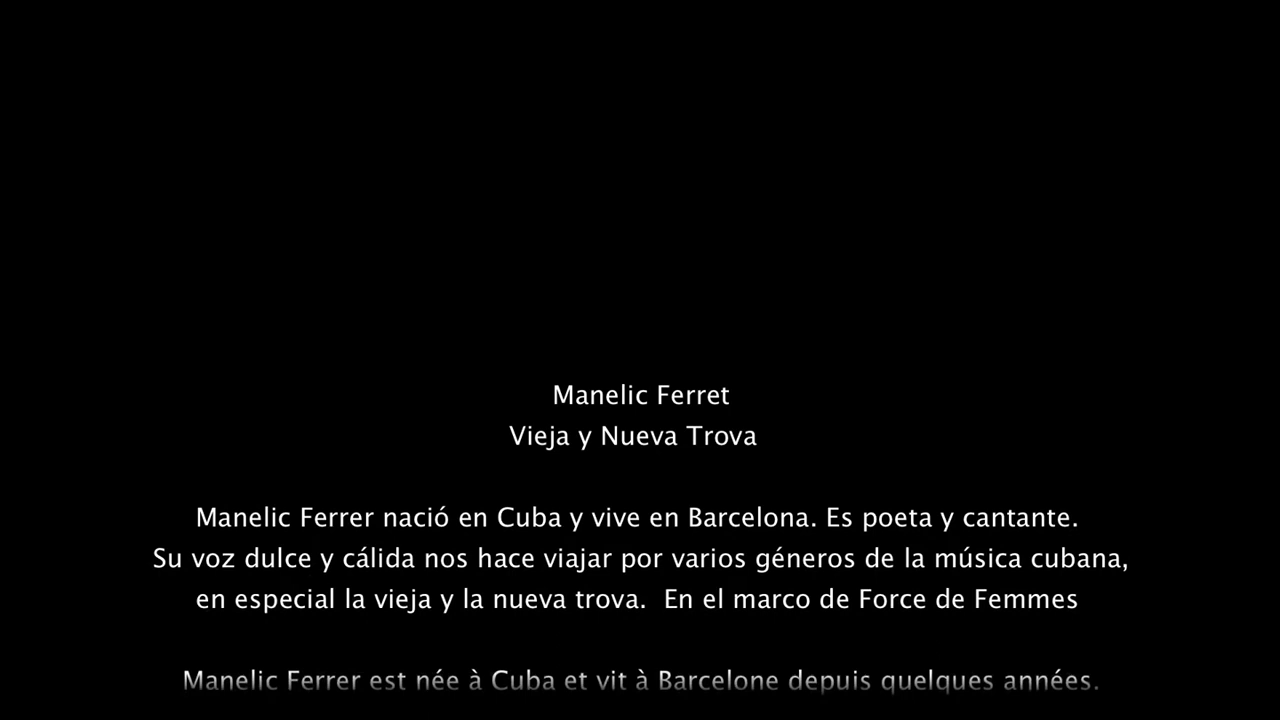 Manelic Ferret
Vieja y Nueva Trova
Manelic Ferrer nació en Cuba y vive en Barcelona. Es poeta y cantante.
Su voz dulce y cálida nos hace viajar por varios géneros de la música cubana,
en especial la vieja y la nueva trova.  En el marco de Force de Femmes
Manelic Ferrer est née à Cuba et vit à Barcelone depuis quelques années.